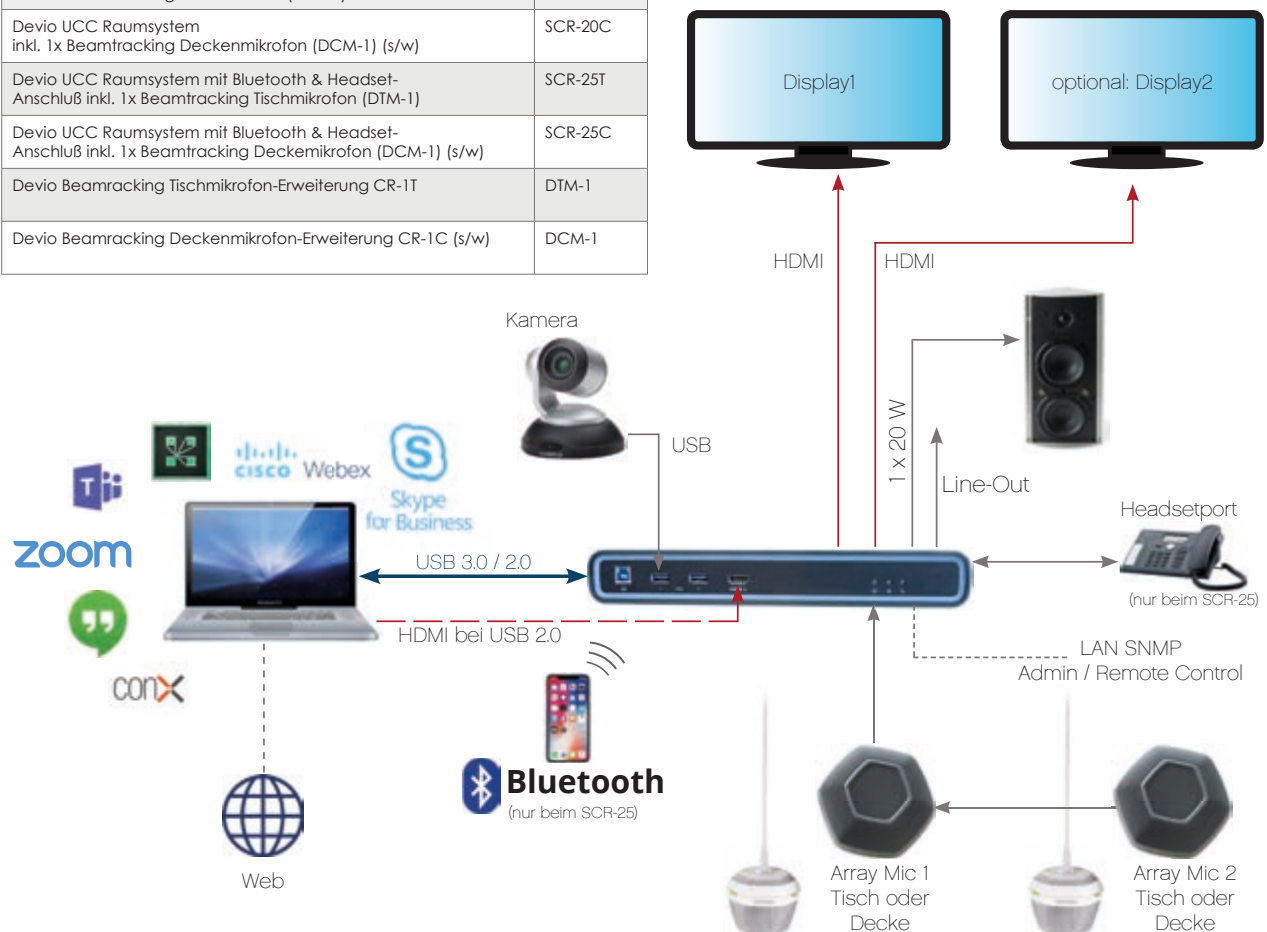 Devio UCC Raumsystem
inkl. 1x Beamtracking Deckenmikrofon (DCM-1) (s/w)
SCR-20C
Devio UCC Raumsystem mit Bluetooth & Headset-
Anschluß inkl. 1x Beamtracking Tischmikrofon (DTM-1)
SCR-25T
Devio UCC Raumsystem mit Bluetooth & Headset-
Anschluß inkl. 1x Beamtracking Deckemikrofon (DCM-1) (s/w)
SCR-25C
Devio Beamracking Tischmikrofon-Erweiterung CR-1T
DTM-1
Devio Beamracking Deckenmikrofon-Erweiterung CR-1C (s/w)
DCM-1
Display1
optional: Display2
HDMI
HDMI
Kamera
USB
1 x 20 W
Line-Out
Headsetport
(nur beim SCR-25)
CISCO Webex
Skype
for Business
zoom
conX
USB 3.0 / 2.0
HDMI bei USB 2.0
LAN SNMP
Admin / Remote Control
Bluetooth
(nur beim SCR-25)
Web
Array Mic 1
Tisch oder
Decke
Array Mic 2
Tisch oder
Decke